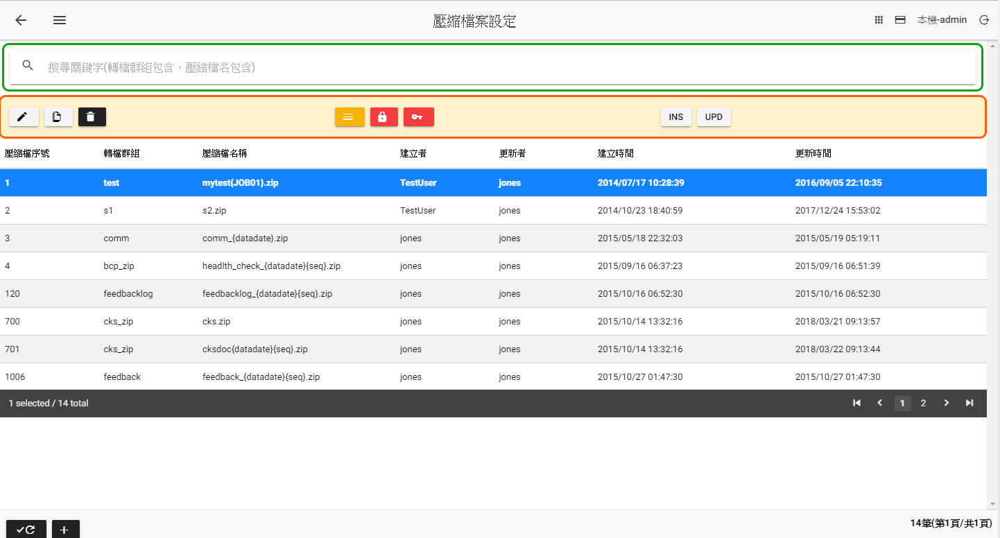 壓縮檔案設定
本機-admin
搜尋關鍵字(轉檔群組包含、壓縮檔名包含)
INS UPD
壓縮檔序號 轉檔群組 壓縮檔名稱 建立者 更新者 建立時間 更新時間
1 test mytest{JOB01}.zip TestUser jones 2014/07/17 10:28:39 2016/09/05 22:10:35
2 s1 s2.zip TestUser jones 2014/10/23 18:40:59 2017/12/24 15:53:02
3 comm comm_{datadate}.zip jones jones 2015/05/18 22:32:03 2015/05/19 05:19:11
4 bcp_zip headlth_check_{datadate}{seq}.zip jones jones 2015/09/16 06:37:23 2015/09/16 06:51:39
120 feedbacklog feedbacklog_{datadate}{seq}.zip jones jones 2015/10/16 06:52:30 2015/10/16 06:52:30
700 cks_zip cks.zip jones jones 2015/10/14 13:32:16 2018/03/21 09:13:57
701 cks_zip cksdoc{datadate}{seq}.zip jones jones 2015/10/14 13:32:16 2018/03/22 09:13:44
1006 feedback feedback_{datadate}{seq}.zip jones jones 2015/10/27 01:47:30 2015/10/27 01:47:30
1 selected / 14 total 1 2
14筆(第1頁/共1頁)